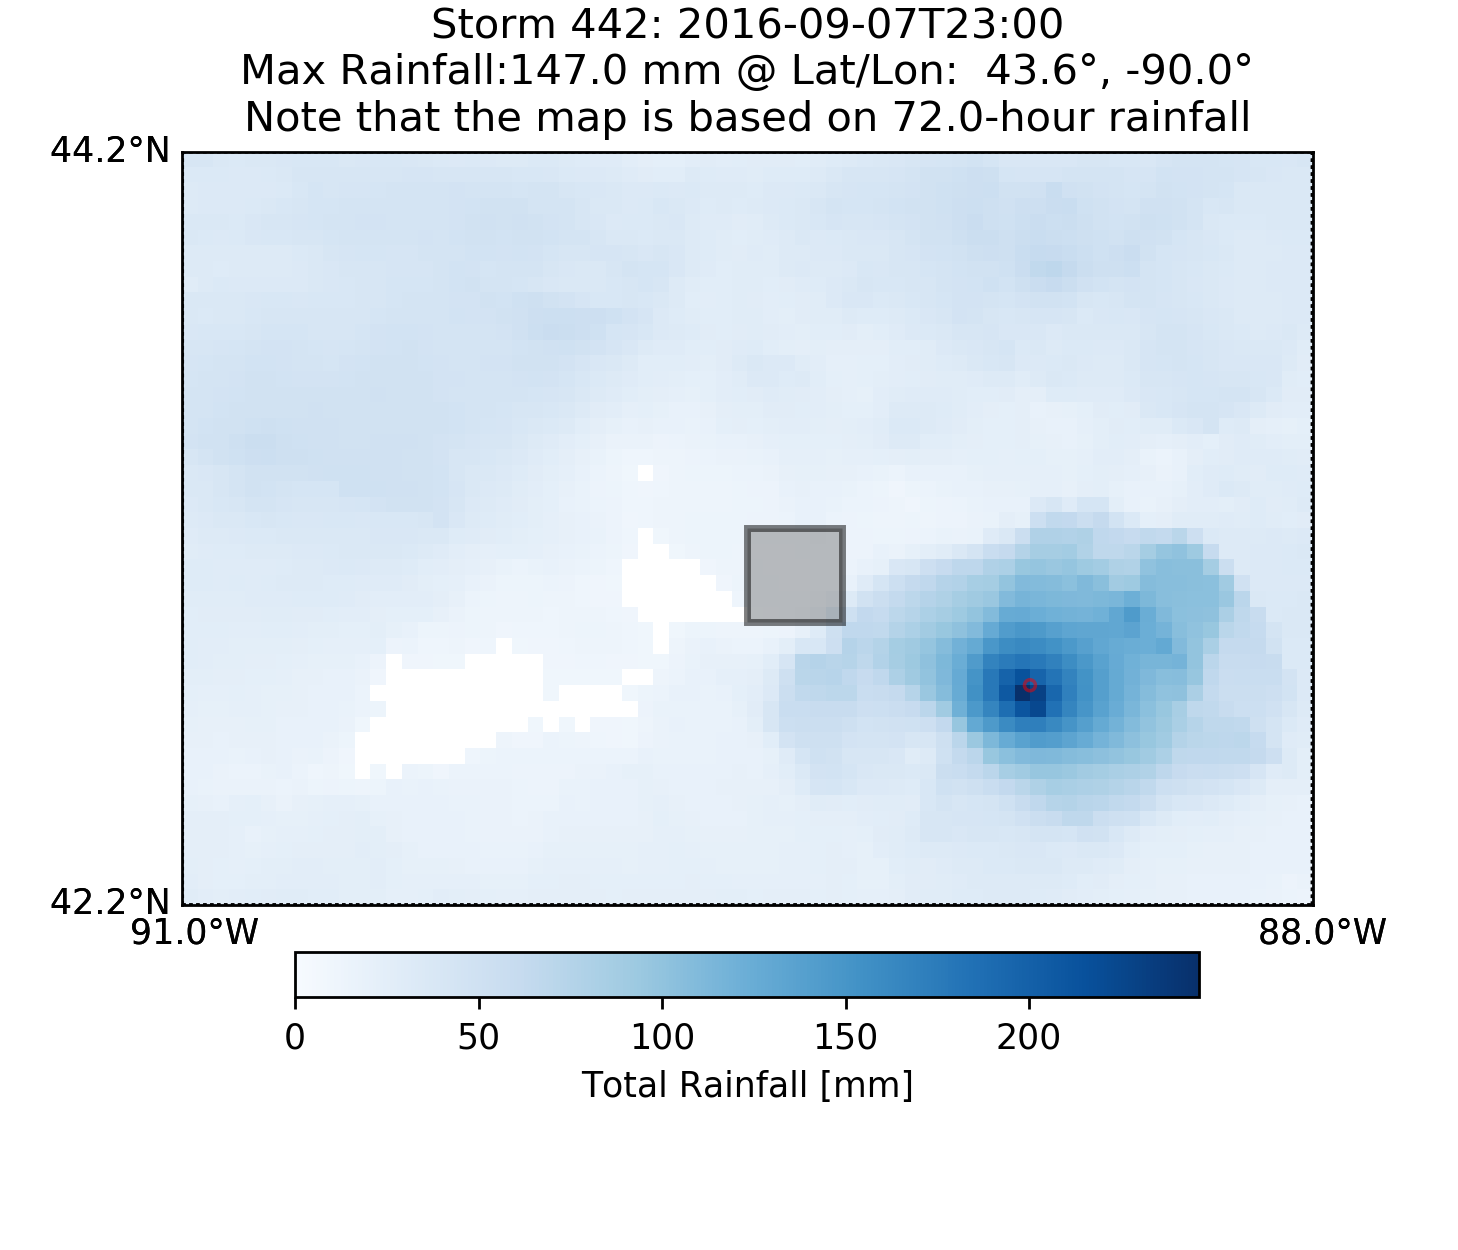 Storm 442: 2016-09-07T23:00
Max Rainfall:147.0 mm @ Lat/Lon:  43.6°, -90.0°
Note that the map is based on 72.0-hour rainfall
44.2°N
42.2°N
91.0°W 88.0°W
0 50 100 150 200
Total Rainfall [mm]